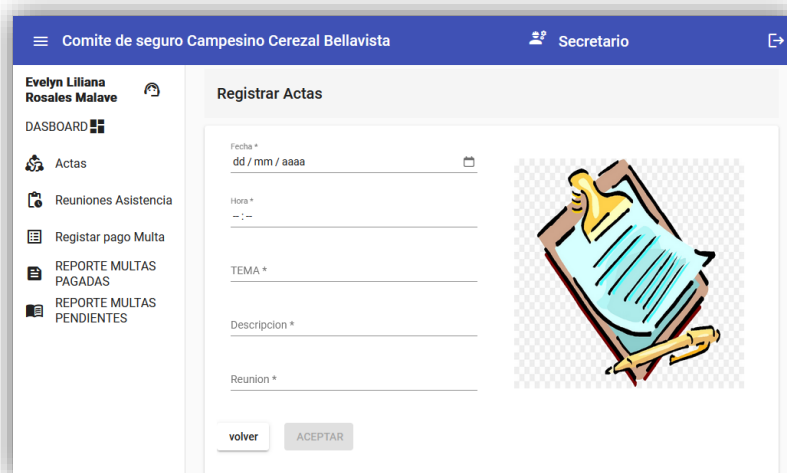 Comite de seguro Campesino Cerezal Bellavista
Secretario
Evelyn Liliana
Rosales Malave
DASBOARD
Actas
Reuniones Asistencia
Registar pago Multa
REPORTE MULTAS
PAGADAS
REPORTE MULTAS
PENDIENTES
Registrar Actas
Fecha *
dd / mm / aaaa
Hora *
-- : --
TEMA *
Descripcion *
Reunion *
volver
ACEPTAR